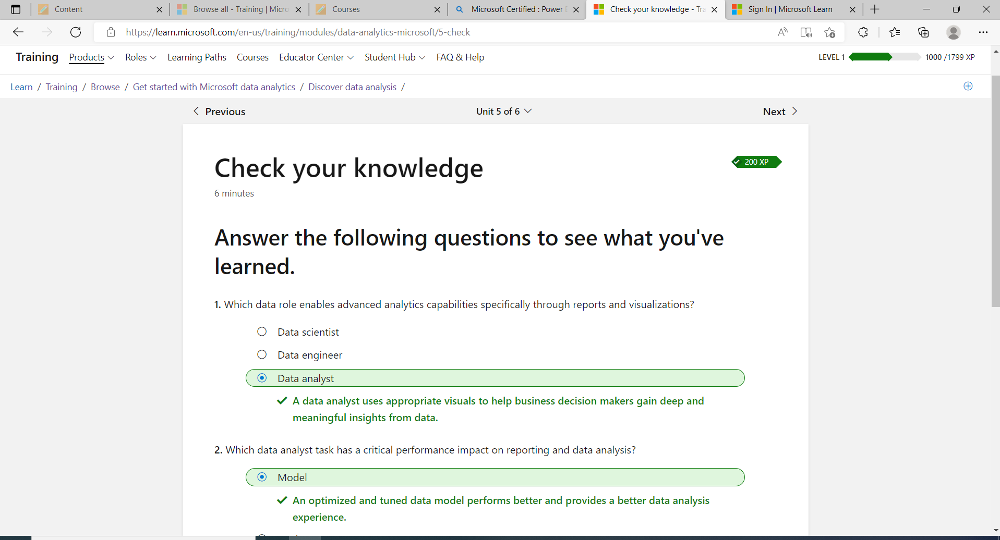 Content
Browse all - Training | Micro
Courses
Microsoft Certified : Power
Check your knowledge - Tra
Sign In | Microsoft Learn
https://learn.microsoft.com/en-us/training/modules/data-analytics-microsoft/5-check
Training Products Roles Learning Paths Courses Educator Center Student Hub FAQ & Help LEVEL 1 1000 /1799 XP
Learn / Training / Browse / Get started with Microsoft data analytics / Discover data analysis /
Previous Unit 5 of 6 Next
Check your knowledge
200 XP
6 minutes
Answer the following questions to see what you've
learned.
1. Which data role enables advanced analytics capabilities specifically through reports and visualizations?
Data scientist
Data engineer
Data analyst
A data analyst uses appropriate visuals to help business decision makers gain deep and
meaningful insights from data.
2. Which data analyst task has a critical performance impact on reporting and data analysis?
Model
An optimized and tuned data model performs better and provides a better data analysis
experience.